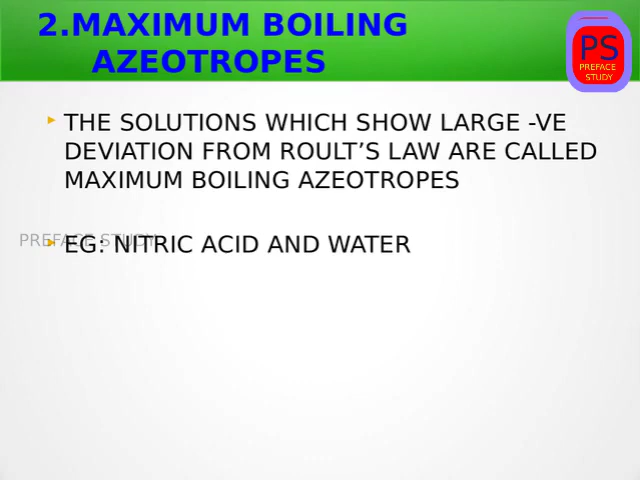 2.MAXIMUM BOILING
AZEOTROPES
PS
PREFACE
STUDY
THE SOLUTIONS WHICH SHOW LARGE -VE
DEVIATION FROM ROULT’S LAW ARE CALLED
MAXIMUM BOILING AZEOTROPES
PREFACE STUDY
EG: NITRIC ACID AND WATER